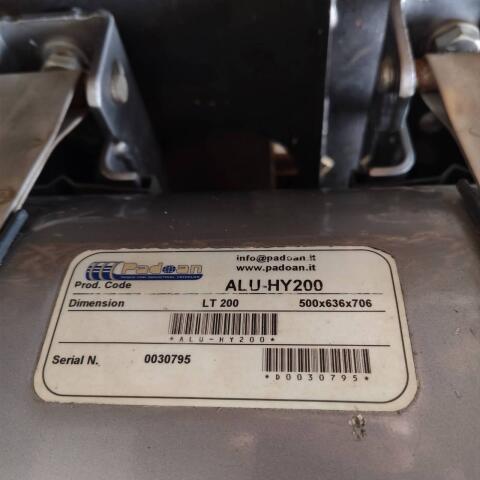 Padoan
info@padoan.it
www.padoan.it
Prod. Code ALU-HY200
Dimension LT 200 500x636x706
*ALU-HY200*
Serial N. 0030795
*D0030795*